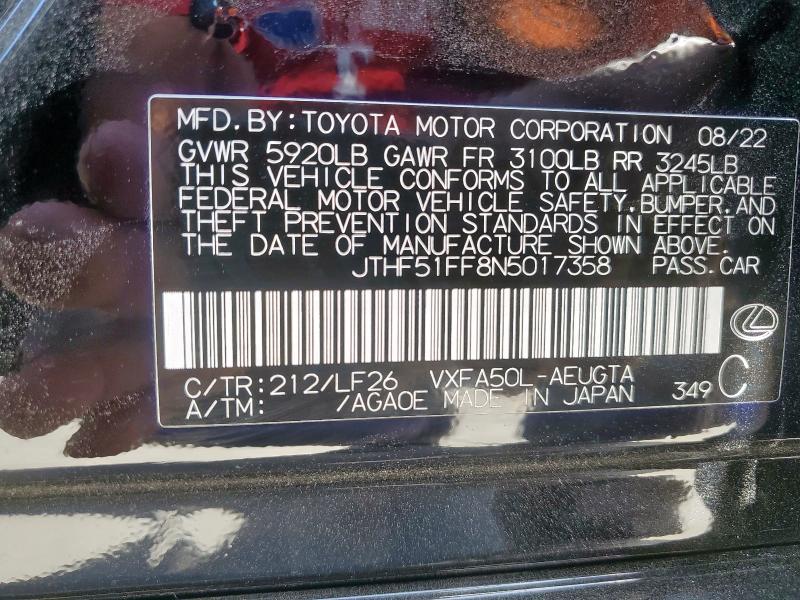 MFD.BY:TOYOTA MOTOR CORPORATION 08/22
GVWR 5920LB GAWR FR 3100LB RR 3245LB
THIS VEHICLE CONFORMS TO ALL APPLICABLE
FEDERAL MOTOR VEHICLE SAFETY,BUMPER,AND
THEFT PREVENTION STANDARDS IN EFFECT ON
THE DATE OF MANUFACTURE SHOWN ABOVE.
JTHF51FF8N5017358 PASS.CAR
C/TR:212/LF26 VXFA50L-AEUGTA
A/TM: /AGA0E MADE IN JAPAN 349 C